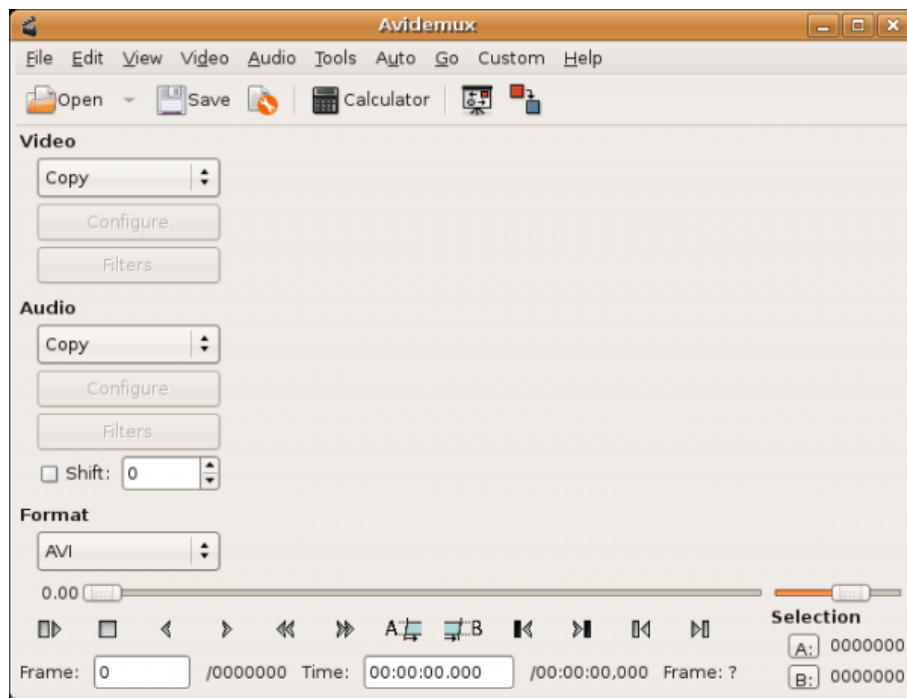 Avidemux
File Edit View Video Audio Tools Auto Go Custom Help
Open Save Calculator
Video
Copy
Configure
Filters
Audio
Copy
Configure
Filters
Shift: 0
Format
AVI
0.00
A B
Selection
A: 0000000
Frame: 0 /0000000 Time: 00:00:00.000 /00:00:00,000 Frame: ?
B: 0000000